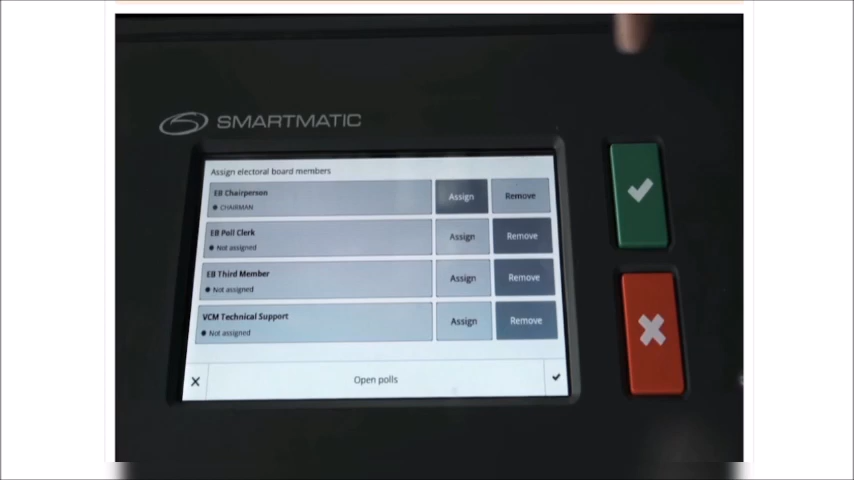 SMARTMATIC
Assign electoral board members
EB Chairperson
CHAIRMAN
Assign
Remove
EB Poll Clerk
Not assigned
Assign
Remove
EB Third Member
Not assigned
Assign
Remove
VCM Technical Support
Not assigned
Assign
Remove
Open polls